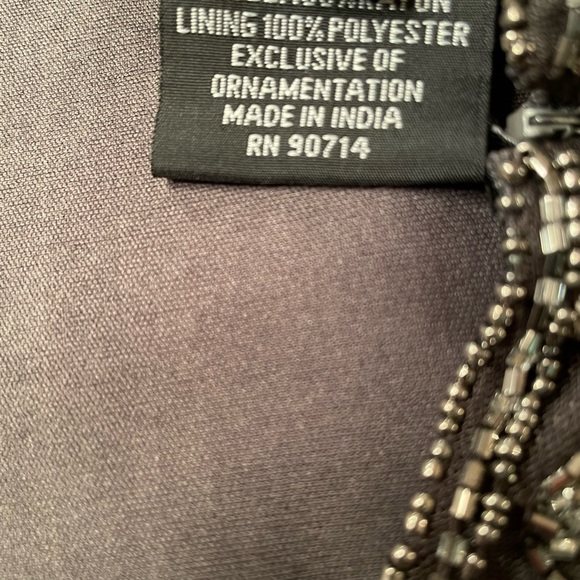 LINING 100% POLYESTER
EXCLUSIVE OF
ORNAMENTATION
MADE IN INDIA
RN 90714